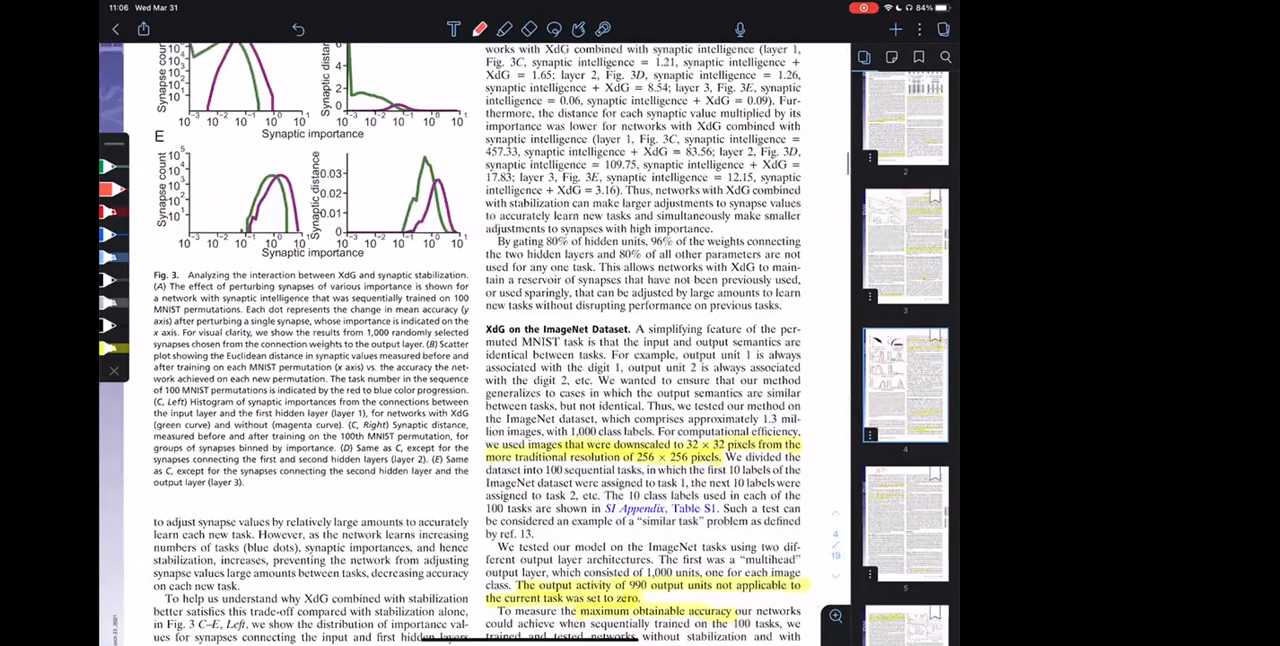 11:06 Wed Mar 31
84%
Synapse count
Synaptic distan
Synaptic importance
Synaptic importance
E
Synapse count
Synaptic distance
0.03
0.02
0.01
0
Synaptic importance
Synaptic importance
Fig. 3. Analyzing the interaction between XdG and synaptic stabilization.
(A) The effect of perturbing synapses of various importance is shown for
a network with synaptic intelligence that was sequentially trained on 100
MNIST permutations. Each dot represents the change in mean accuracy (y
axis) after perturbing a single synapse, whose importance is indicated on the
x axis. For visual clarity, we show the results from 1,000 randomly selected
synapses chosen from the connection weights to the output layer. (B) Scatter
plot showing the Euclidean distance in synaptic values measured before and
after training on each MNIST permutation (x axis) vs. the accuracy the net-
work achieved on each new permutation. The task number in the sequence
of 100 MNIST permutations is indicated by the red to blue color progression.
(C, Left) Histogram of synaptic importances from the connections between
the input layer and the first hidden layer (layer 1), for networks with XdG
(green curve) and without (magenta curve). (C, Right) Synaptic distance,
measured before and after training on the 100th MNIST permutation, for
groups of synapses binned by importance. (D) Same as C, except for the
synapses connecting the first and second hidden layers (layer 2). (E) Same
as C, except for the synapses connecting the second hidden layer and the
output layer (layer 3).
to adjust synapse values by relatively large amounts to accurately
learn each new task. However, as the network learns increasing
numbers of tasks (blue dots), synaptic importances, and hence
stabilization, increases, preventing the network from adjusting
synapse values large amounts between tasks, decreasing accuracy
on each new task.
To help us understand why XdG combined with stabilization
better satisfies this trade-off compared with stabilization alone,
in Fig. 3 C–E, Left, we show the distribution of importance val-
ues for synapses connecting the input and first hidden layers
works with XdG combined with synaptic intelligence (layer 1,
Fig. 3C, synaptic intelligence = 1.21, synaptic intelligence +
XdG = 1.65; layer 2, Fig. 3D, synaptic intelligence = 1.26,
synaptic intelligence + XdG = 8.54; layer 3, Fig. 3E, synaptic
intelligence = 0.06, synaptic intelligence + XdG = 0.09). Fur-
thermore, the distance for each synaptic value multiplied by its
importance was lower for networks with XdG combined with
synaptic intelligence (layer 1, Fig. 3C, synaptic intelligence =
457.33, synaptic intelligence + XdG = 83.56; layer 2, Fig. 3D,
synaptic intelligence = 109.75, synaptic intelligence + XdG =
17.83; layer 3, Fig. 3E, synaptic intelligence = 12.15, synaptic
intelligence + XdG = 3.16). Thus, networks with XdG combined
with stabilization can make larger adjustments to synapse values
to accurately learn new tasks and simultaneously make smaller
adjustments to synapses with high importance.
By gating 80% of hidden units, 96% of the weights connecting
the two hidden layers and 80% of all other parameters are not
used for any one task. This allows networks with XdG to main-
tain a reservoir of synapses that have not been previously used,
or used sparingly, that can be adjusted by large amounts to learn
new tasks without disrupting performance on previous tasks.
XdG on the ImageNet Dataset. A simplifying feature of the per-
muted MNIST task is that the input and output semantics are
identical between tasks. For example, output unit 1 is always
associated with the digit 1, output unit 2 is always associated
with the digit 2, etc. We wanted to ensure that our method
generalizes to cases in which the output semantics are similar
between tasks, but not identical. Thus, we tested our method on
the ImageNet dataset, which comprises approximately 1.3 mil-
lion images, with 1,000 class labels. For computational efficiency,
we used images that were downscaled to 32 × 32 pixels from the
more traditional resolution of 256 × 256 pixels. We divided the
dataset into 100 sequential tasks, in which the first 10 labels of the
ImageNet dataset were assigned to task 1, the next 10 labels were
assigned to task 2, etc. The 10 class labels used in each of the
100 tasks are shown in SI Appendix, Table S1. Such a test can
be considered an example of a "similar task" problem as defined
by ref. 13.
We tested our model on the ImageNet tasks using two dif-
ferent output layer architectures. The first was a "multihead"
output layer, which consisted of 1,000 units, one for each image
class. The output activity of 990 output units not applicable to
the current task was set to zero.
To measure the maximum obtainable accuracy our networks
could achieve when sequentially trained on the 100 tasks, we
trained and tested networks without stabilization and with
2
3
4
5
4
19